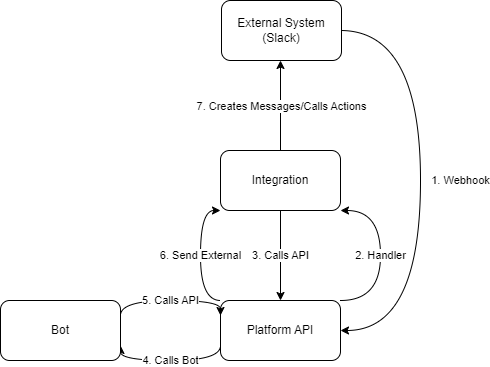 External System
(Slack)
7. Creates Messages/Calls Actions
Integration
1. Webhook
6. Send External
3. Calls API
2. Handler
5. Calls API
Bot
Platform API
4. Calls Bot